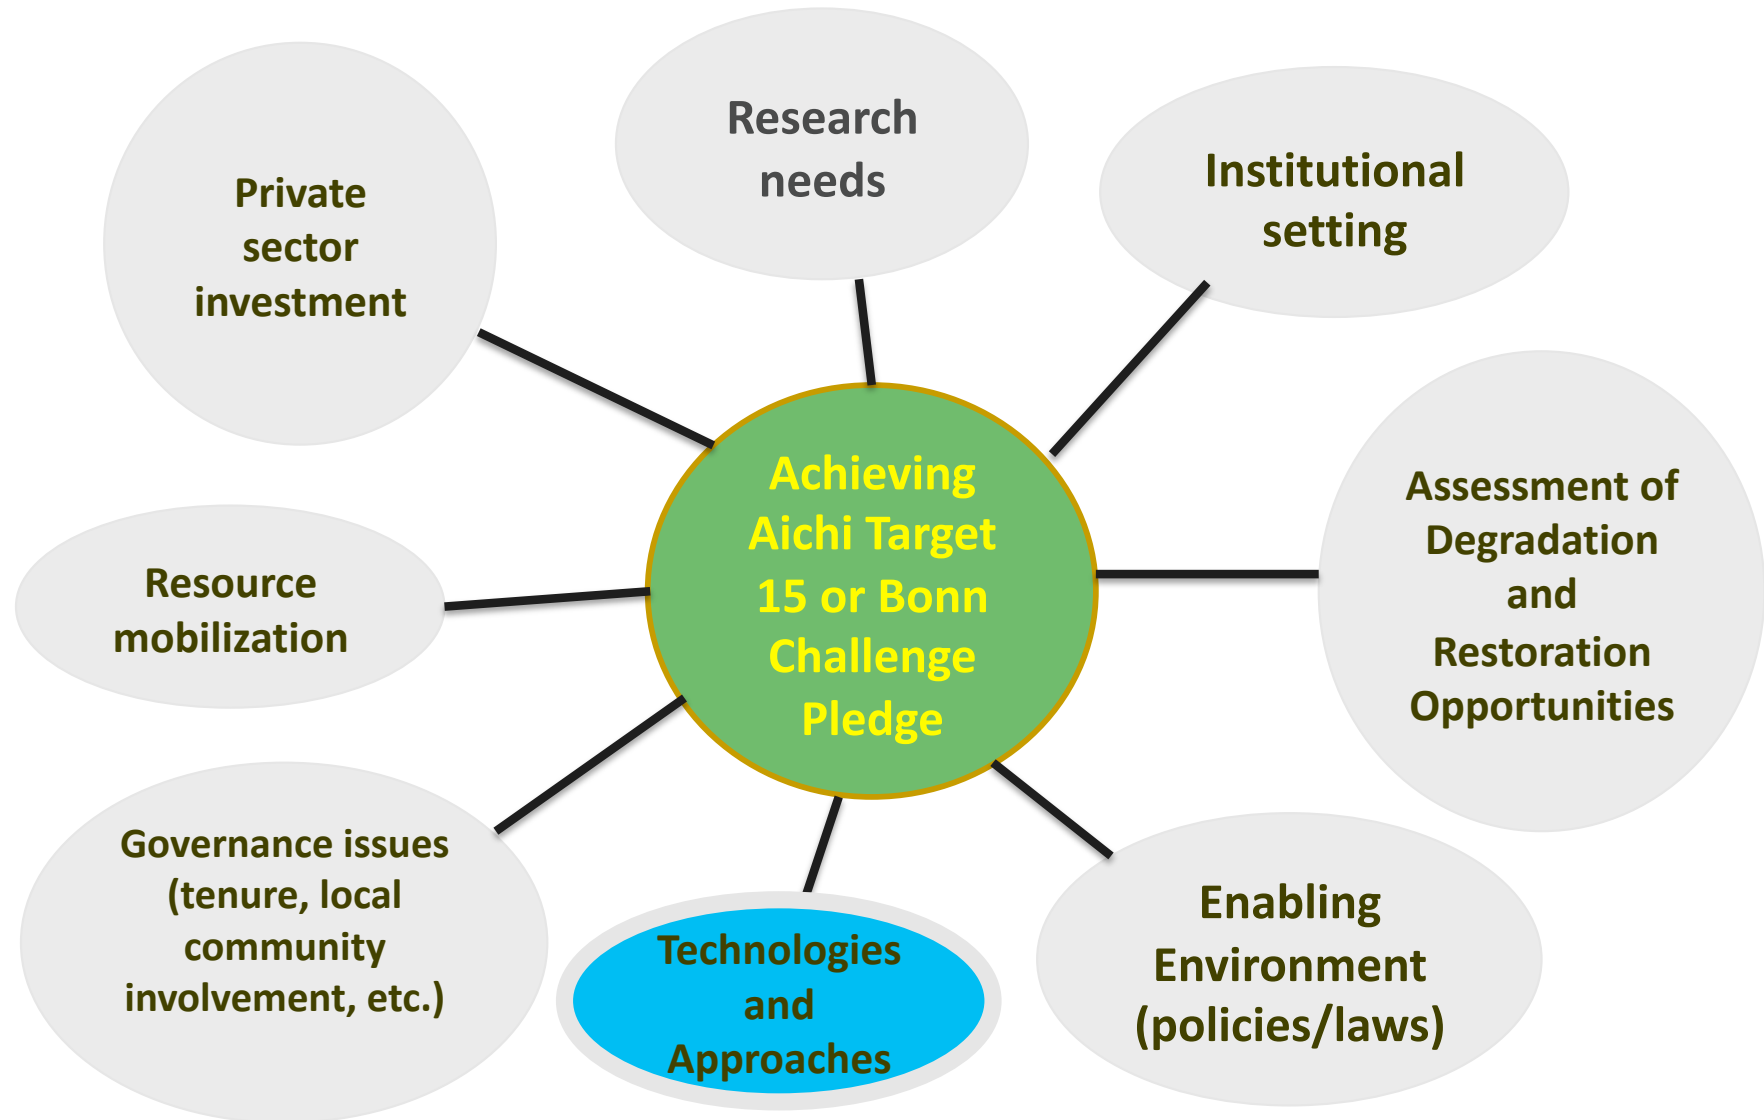 Research
needs
Private
sector
investment
Institutional
setting
Achieving
Aichi Target
15 or Bonn
Challenge
Pledge
Assessment of
Degradation
and
Restoration
Opportunities
Resource
mobilization
Governance issues
(tenure, local
community
involvement, etc.)
Technologies
and
Approaches
Enabling
Environment
(policies/laws)